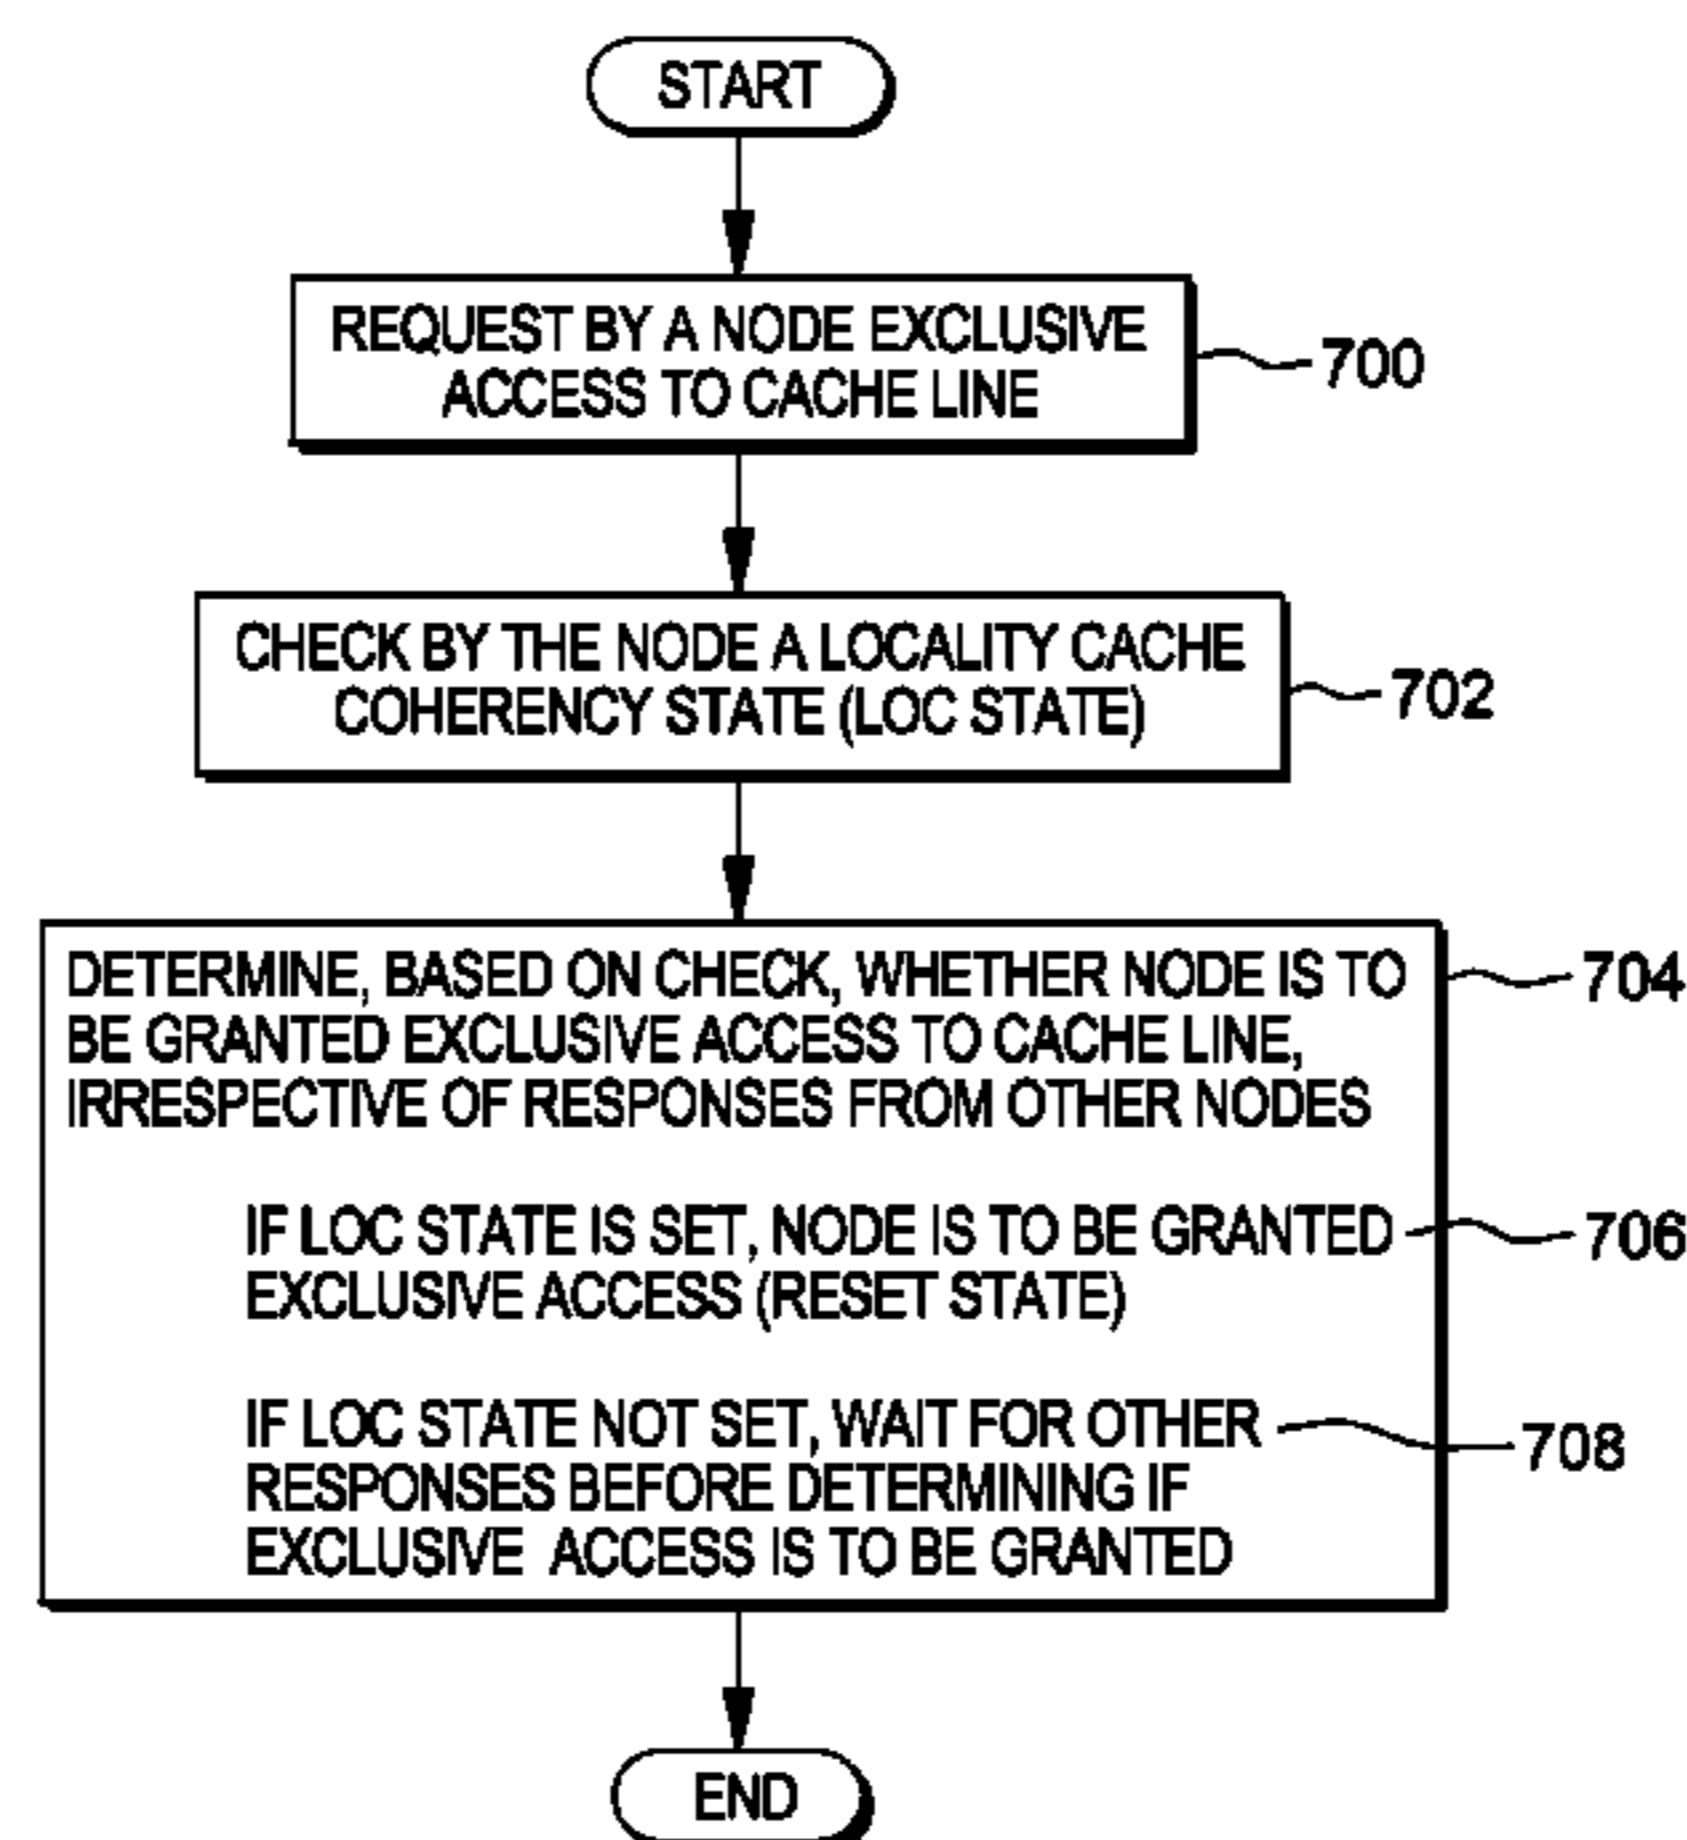 START
REQUEST BY A NODE EXCLUSIVE
ACCESS TO CACHE LINE
700
CHECK BY THE NODE A LOCALITY CACHE
COHERENCY STATE (LOC STATE)
702
DETERMINE, BASED ON CHECK, WHETHER NODE IS TO
BE GRANTED EXCLUSIVE ACCESS TO CACHE LINE,
IRRESPECTIVE OF RESPONSES FROM OTHER NODES
704
IF LOC STATE IS SET, NODE IS TO BE GRANTED
EXCLUSIVE ACCESS (RESET STATE)
706
IF LOC STATE NOT SET, WAIT FOR OTHER
RESPONSES BEFORE DETERMINING IF
EXCLUSIVE ACCESS IS TO BE GRANTED
708
END